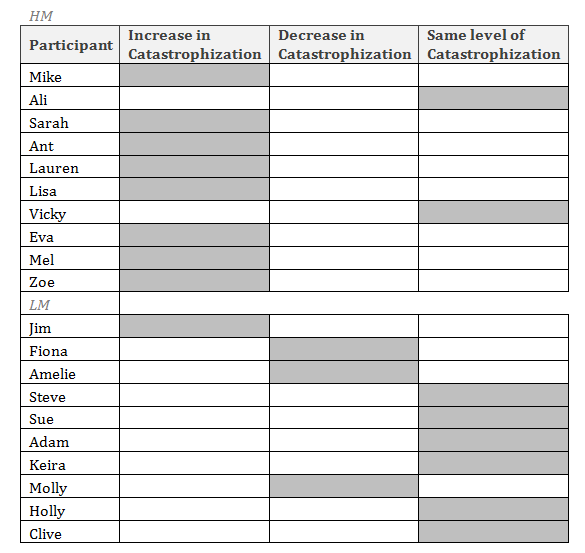 HM
Participant Increase in Catastrophization Decrease in Catastrophization Same level of Catastrophization
Mike
Ali
Sarah
Ant
Lauren
Lisa
Vicky
Eva
Mel
Zoe
LM
Jim
Fiona
Amelie
Steve
Sue
Adam
Keira
Molly
Holly
Clive